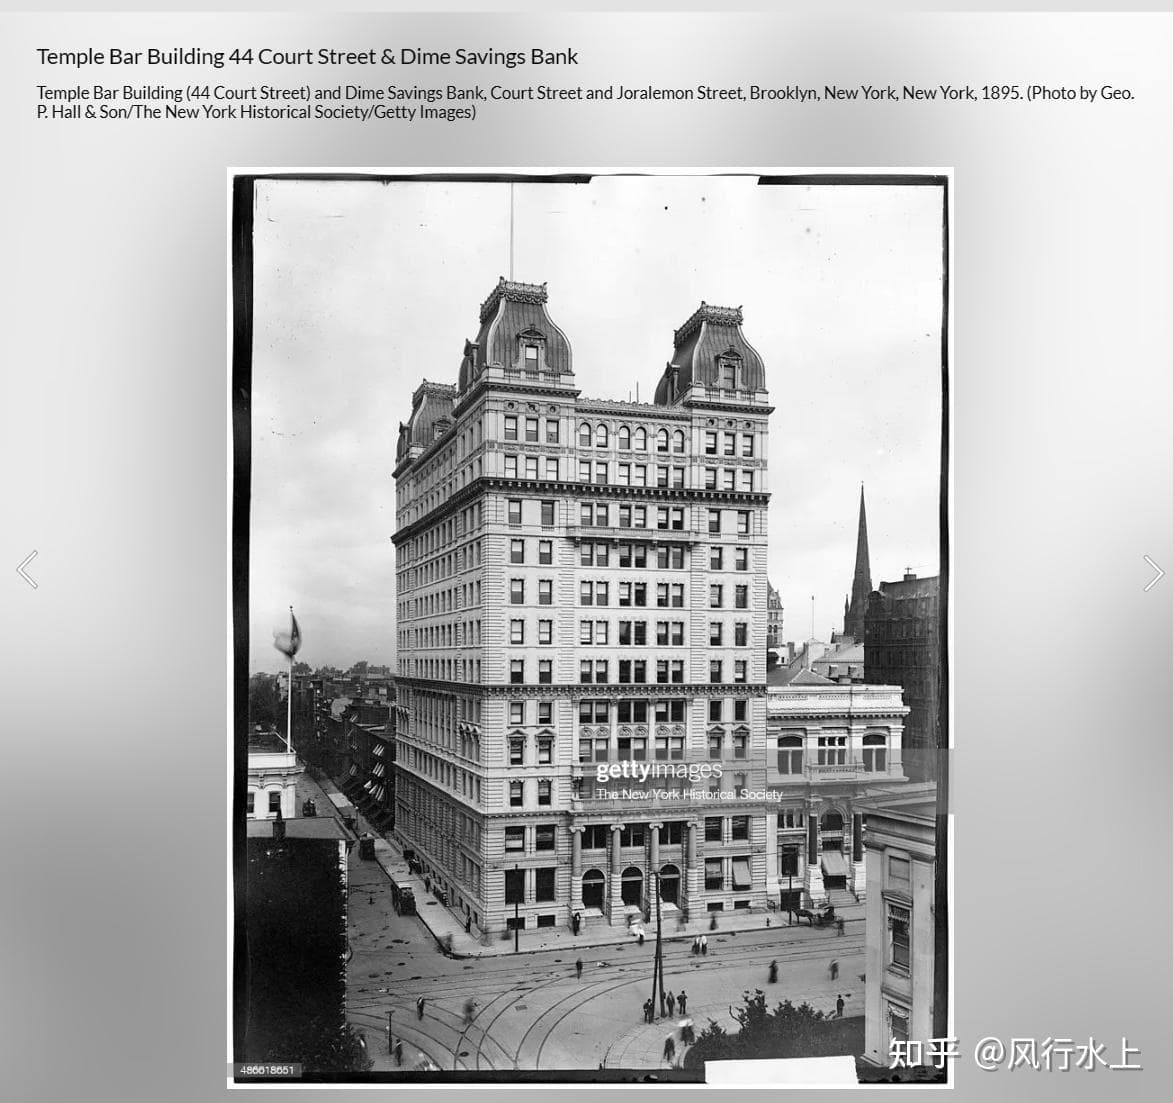 Temple Bar Building 44 Court Street & Dime Savings Bank
Temple Bar Building (44 Court Street) and Dime Savings Bank, Court Street and Joralemon Street, Brooklyn, New York, New York, 1895. (Photo by Geo.
P. Hall & Son/The New York Historical Society/Getty Images)
gettyimages
The New York Historical Society
486618651
知乎 @风行水上